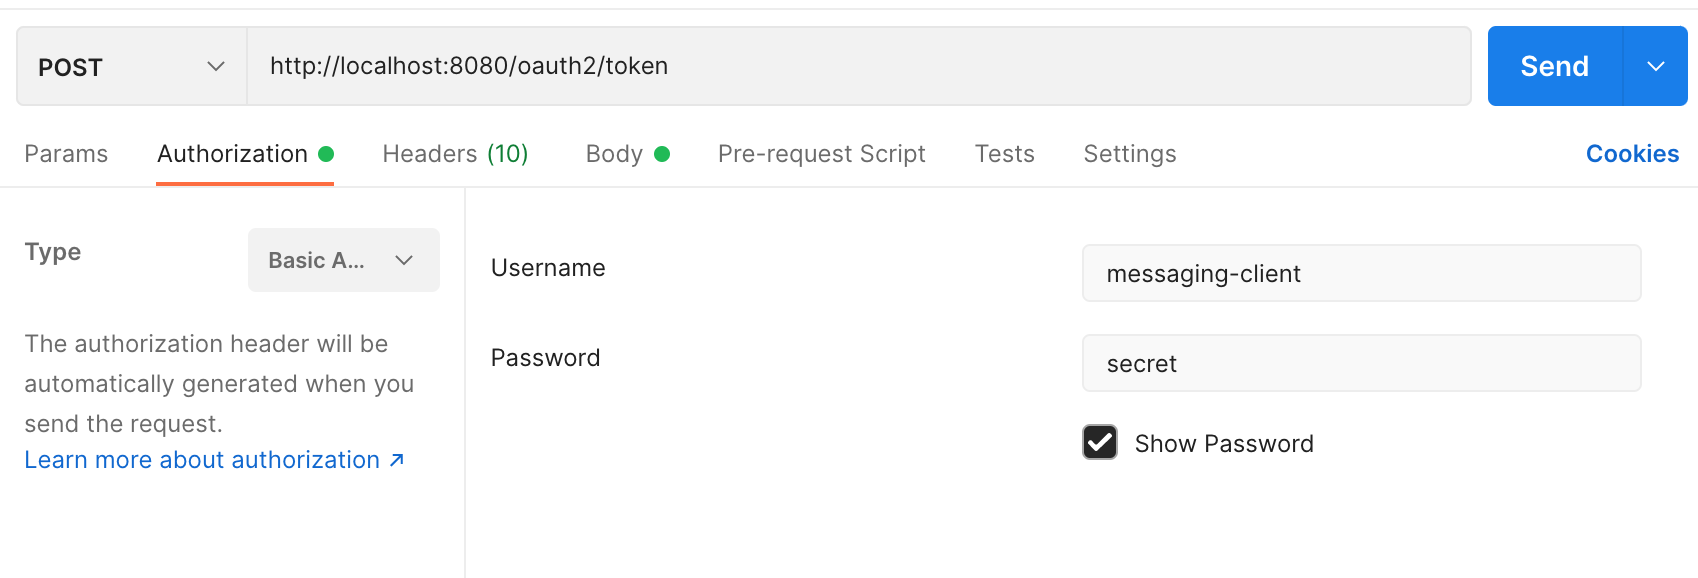 POST http://localhost:8080/oauth2/token Send
Params Authorization Headers (10) Body Pre-request Script Tests Settings Cookies
Type Basic A...
The authorization header will be
automatically generated when you
send the request.
Learn more about authorization ↗
Username messaging-client
Password secret
Show Password